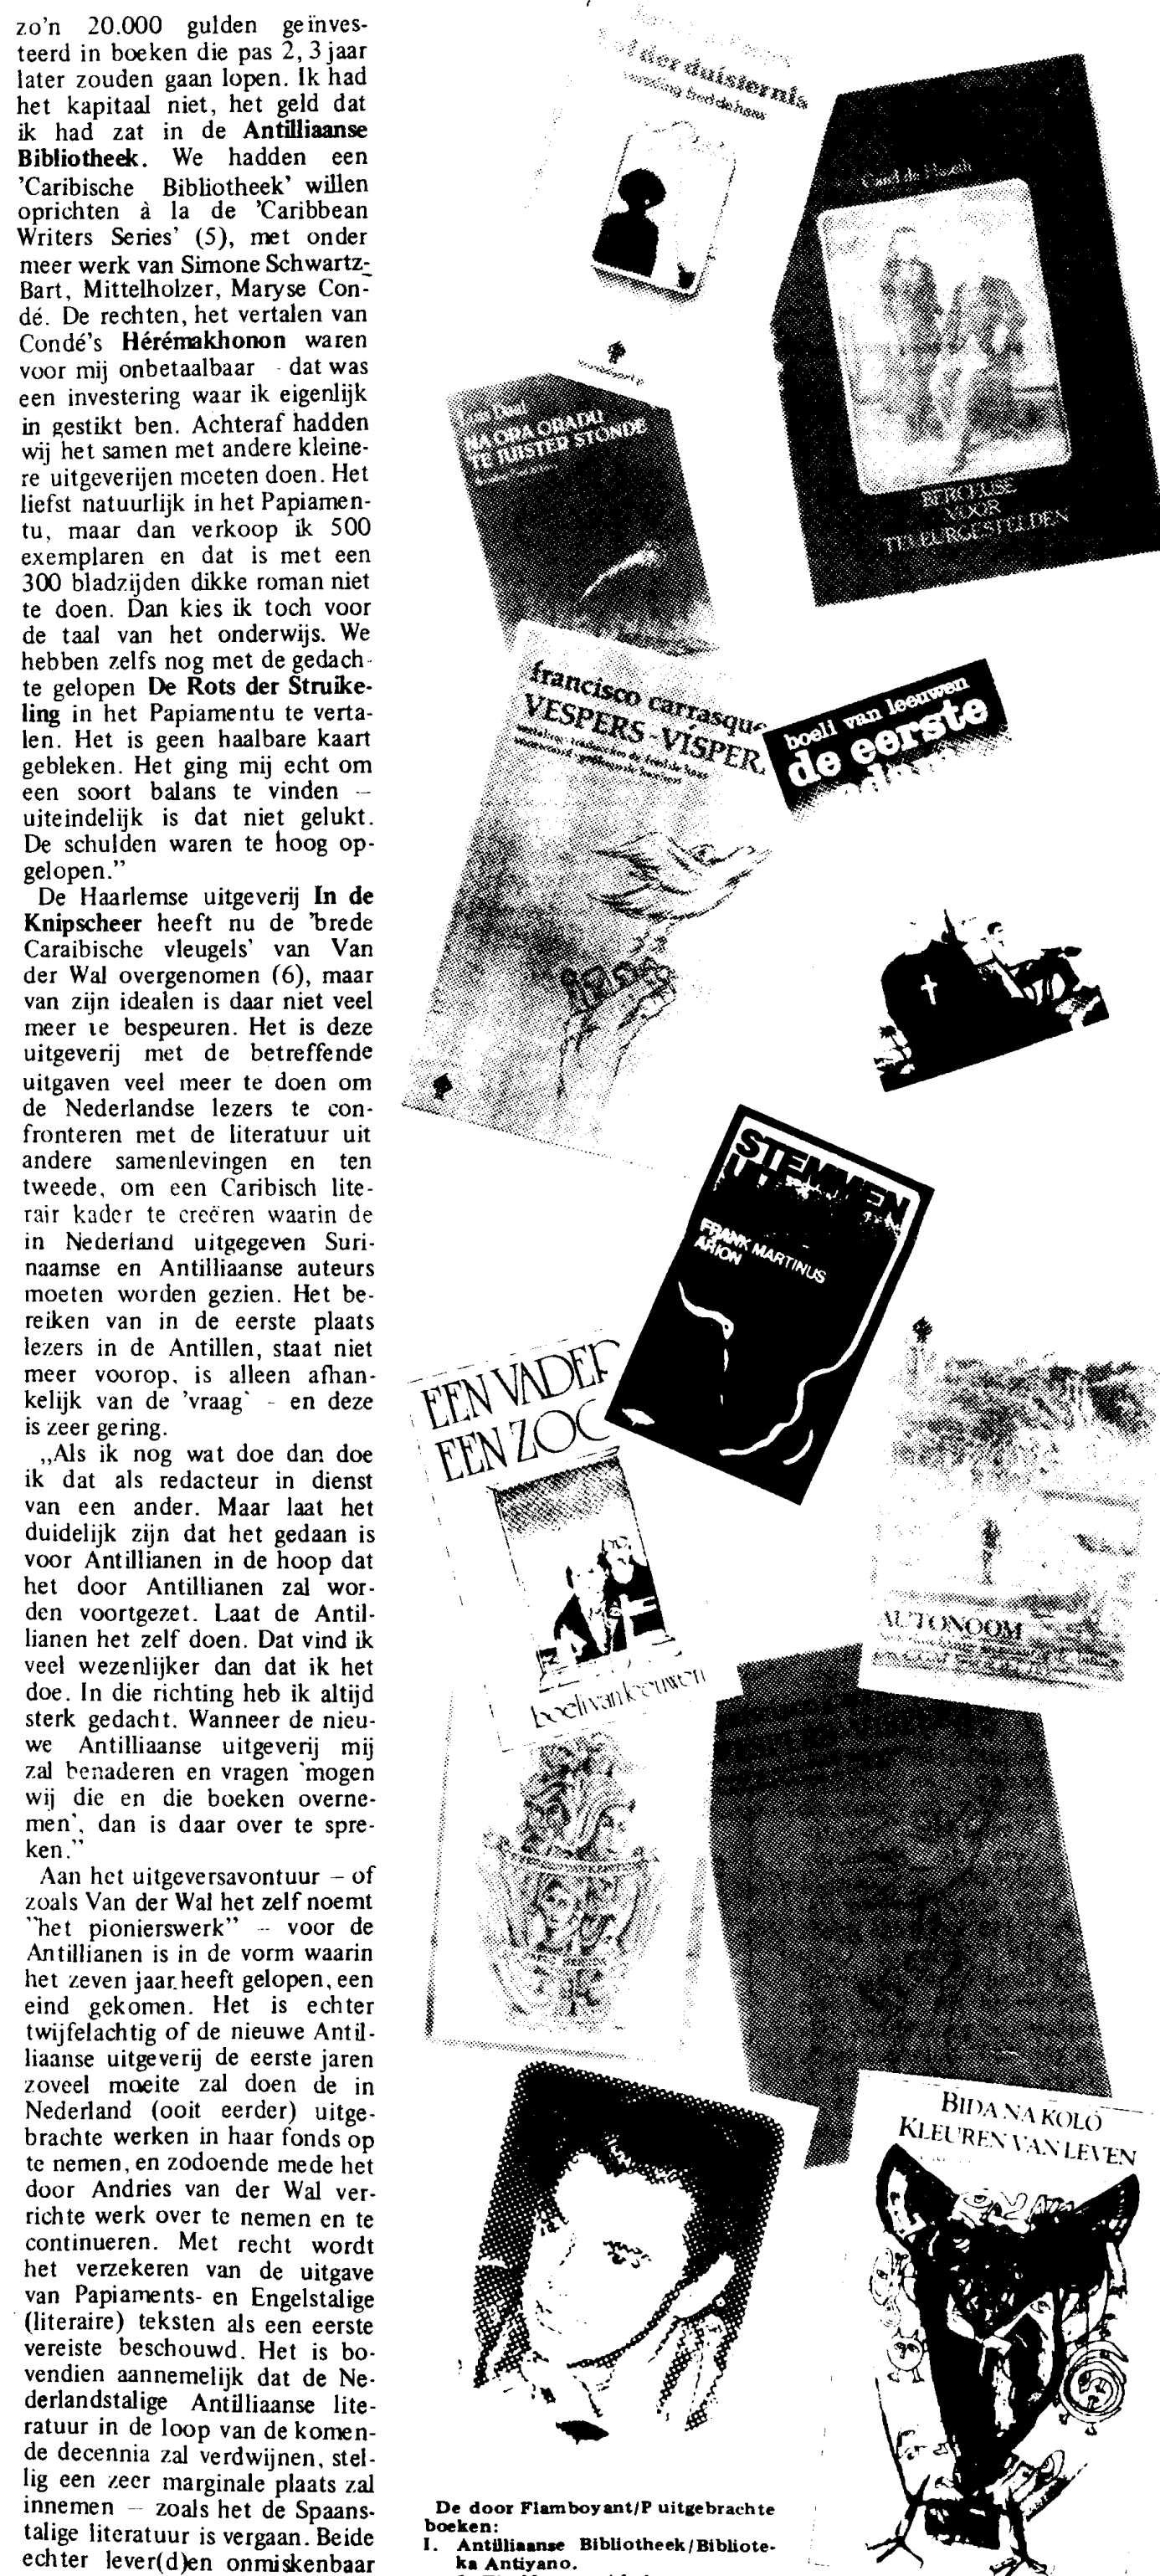 zo'n 20.000 gulden geïnves-
teerd in boeken die pas 2, 3 jaar
later zouden gaan lopen. Ik had
het kapitaal niet, het geld dat
ik had zat in de Antilliaanse
Bibliotheek. We hadden een
'Caribische Bibliotheek' willen
oprichten à la de 'Caribbean
Writers Series' (5), met onder
meer werk van Simone Schwartz-
Bart, Mittelholzer, Maryse Con-
dé. De rechten, het vertalen van
Condé's Hérémakhonon waren
voor mij onbetaalbaar - dat was
een investering waar ik eigenlijk
in gestikt ben. Achteraf hadden
wij het samen met andere kleine-
re uitgeverijen moeten doen. Het
liefst natuurlijk in het Papiamen-
tu, maar dan verkoop ik 500
exemplaren en dat is met een
300 bladzijden dikke roman niet
te doen. Dan kies ik toch voor
de taal van het onderwijs. We
hebben zelfs nog met de gedach-
te gelopen De Rots der Struike-
ling in het Papiamentu te verta-
len. Het is geen haalbare kaart
gebleken. Het ging mij echt om
een soort balans te vinden –
uiteindelijk is dat niet gelukt.
De schulden waren te hoog op-
gelopen."
De Haarlemse uitgeverij In de
Knipscheer heeft nu de 'brede
Caraibische vleugels' van Van
der Wal overgenomen (6), maar
van zijn idealen is daar niet veel
meer te bespeuren. Het is deze
uitgeverij met de betreffende
uitgaven veel meer te doen om
de Nederlandse lezers te con-
fronteren met de literatuur uit
andere samenlevingen en ten
tweede, om een Caribisch lite-
rair kader te creëren waarin de
in Nederland uitgegeven Suri-
naamse en Antilliaanse auteurs
moeten worden gezien. Het be-
reiken van in de eerste plaats
lezers in de Antillen, staat niet
meer voorop, is alleen afhan-
kelijk van de 'vraag' - en deze
is zeer gering.
„Als ik nog wat doe dan doe
ik dat als redacteur in dienst
van een ander. Maar laat het
duidelijk zijn dat het gedaan is
voor Antillianen in de hoop dat
het door Antillianen zal wor-
den voortgezet. Laat de Antil-
lianen het zelf doen. Dat vind ik
veel wezenlijker dan dat ik het
doe. In die richting heb ik altijd
sterk gedacht. Wanneer de nieu-
we Antilliaanse uitgeverij mij
zal benaderen en vragen 'mogen
wij die en die boeken overne-
men', dan is daar over te spre-
ken."
Aan het uitgeversavontuur – of
zoals Van der Wal het zelf noemt
"het pionierswerk" – voor de
Antillianen is in de vorm waarin
het zeven jaar heeft gelopen, een
eind gekomen. Het is echter
twijfelachtig of de nieuwe Antil-
liaanse uitgeverij de eerste jaren
zoveel moeite zal doen de in
Nederland (ooit eerder) uitge-
brachte werken in haar fonds op
te nemen, en zodoende mede het
door Andries van der Wal ver-
richte werk over te nemen en te
continueren. Met recht wordt
het verzekeren van de uitgave
van Papiaments- en Engelstalige
(literaire) teksten als een eerste
vereiste beschouwd. Het is bo-
vendien aannemelijk dat de Ne-
derlandstalige Antilliaanse lite-
ratuur in de loop van de komen-
de decennia zal verdwijnen, stel-
lig een zeer marginale plaats zal
innemen – zoals het de Spaans-
talige literatuur is vergaan. Beide
echter lever(d)en onmiskenbaar
der duisternis
Carel de Haseth
BERCEUSE
VOOR
TELEURGESTELDEN
NA ORA OBADU
TE JUISTER STONDE
francisco carrasque
VESPERS - VÍSPER
boeli van leeuwen
de eerste
STEMMEN
FRANK MARTINUS
ARION
EEN VADER
EEN ZOO
boeli van leeuwen
AUTONOOM
BIDA NA KOLÓ
KLEUREN VAN LEVEN
De door Flamboyant/P uitgebrachte
boeken:
I. Antilliaanse Bibliotheek/Bibliote-
ka Antiyano.